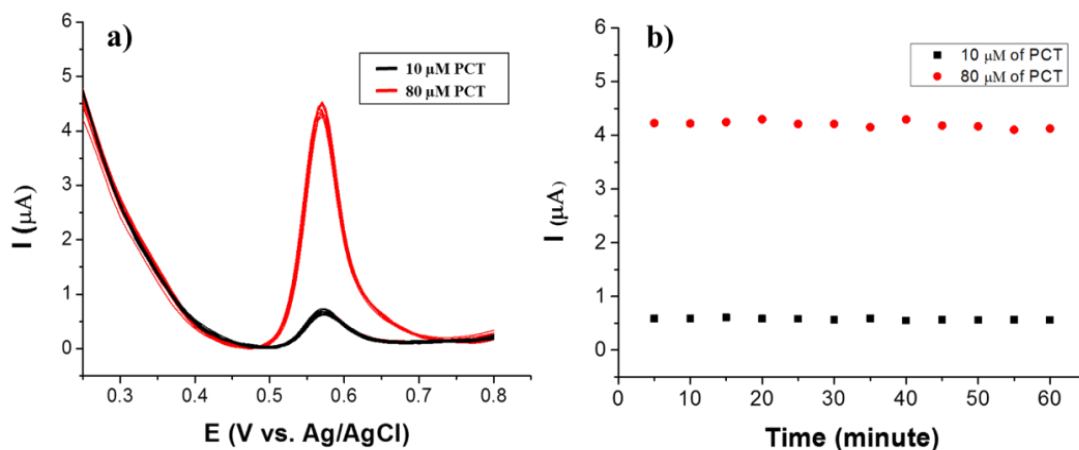 a)
10 μM PCT
80 μM PCT
6
5
4
3
2
1
0
I (μA)
0.3 0.4 0.5 0.6 0.7 0.8
E (V vs. Ag/AgCl)
b)
10 μM of PCT
80 μM of PCT
6
5
4
3
2
1
0
I (μA)
0 10 20 30 40 50 60
Time (minute)